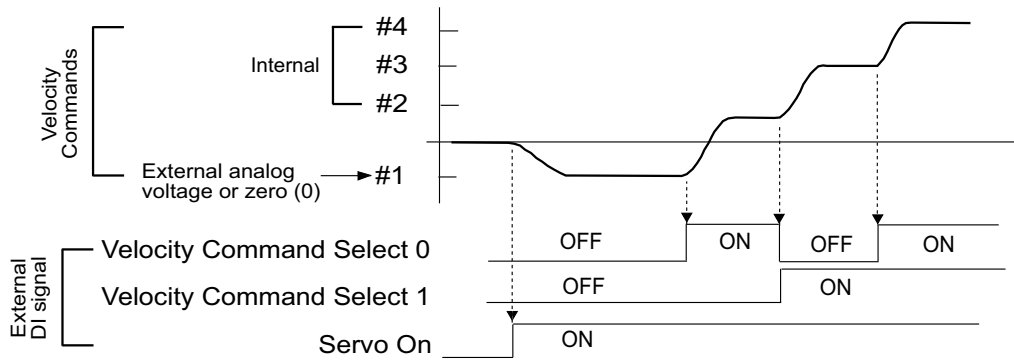 Velocity
Commands
Internal
#4
#3
#2
External analog
voltage or zero (0)
#1
External
DI signal
Velocity Command Select 0
OFF
ON
OFF
ON
Velocity Command Select 1
OFF
ON
Servo On
ON